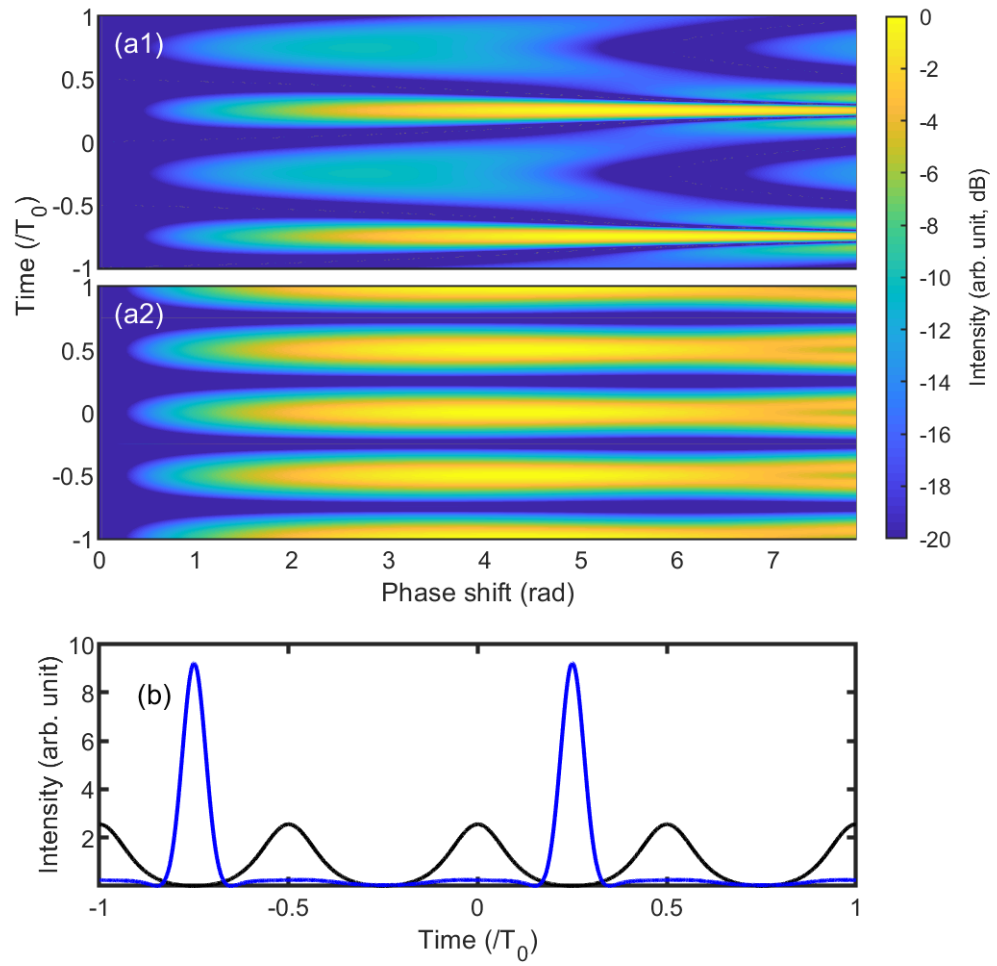 1
(a1)
0.5
0
-0.5
-1
Time (/T0)
1
(a2)
0.5
0
-0.5
-1
0 1 2 3 4 5 6 7
Phase shift (rad)
0
-2
-4
-6
-8
-10
-12
-14
-16
-18
-20
Intensity (arb. unit, dB)
10
8
6
4
2
Intensity (arb. unit)
(b)
-1 -0.5 0 0.5 1
Time (/T0)